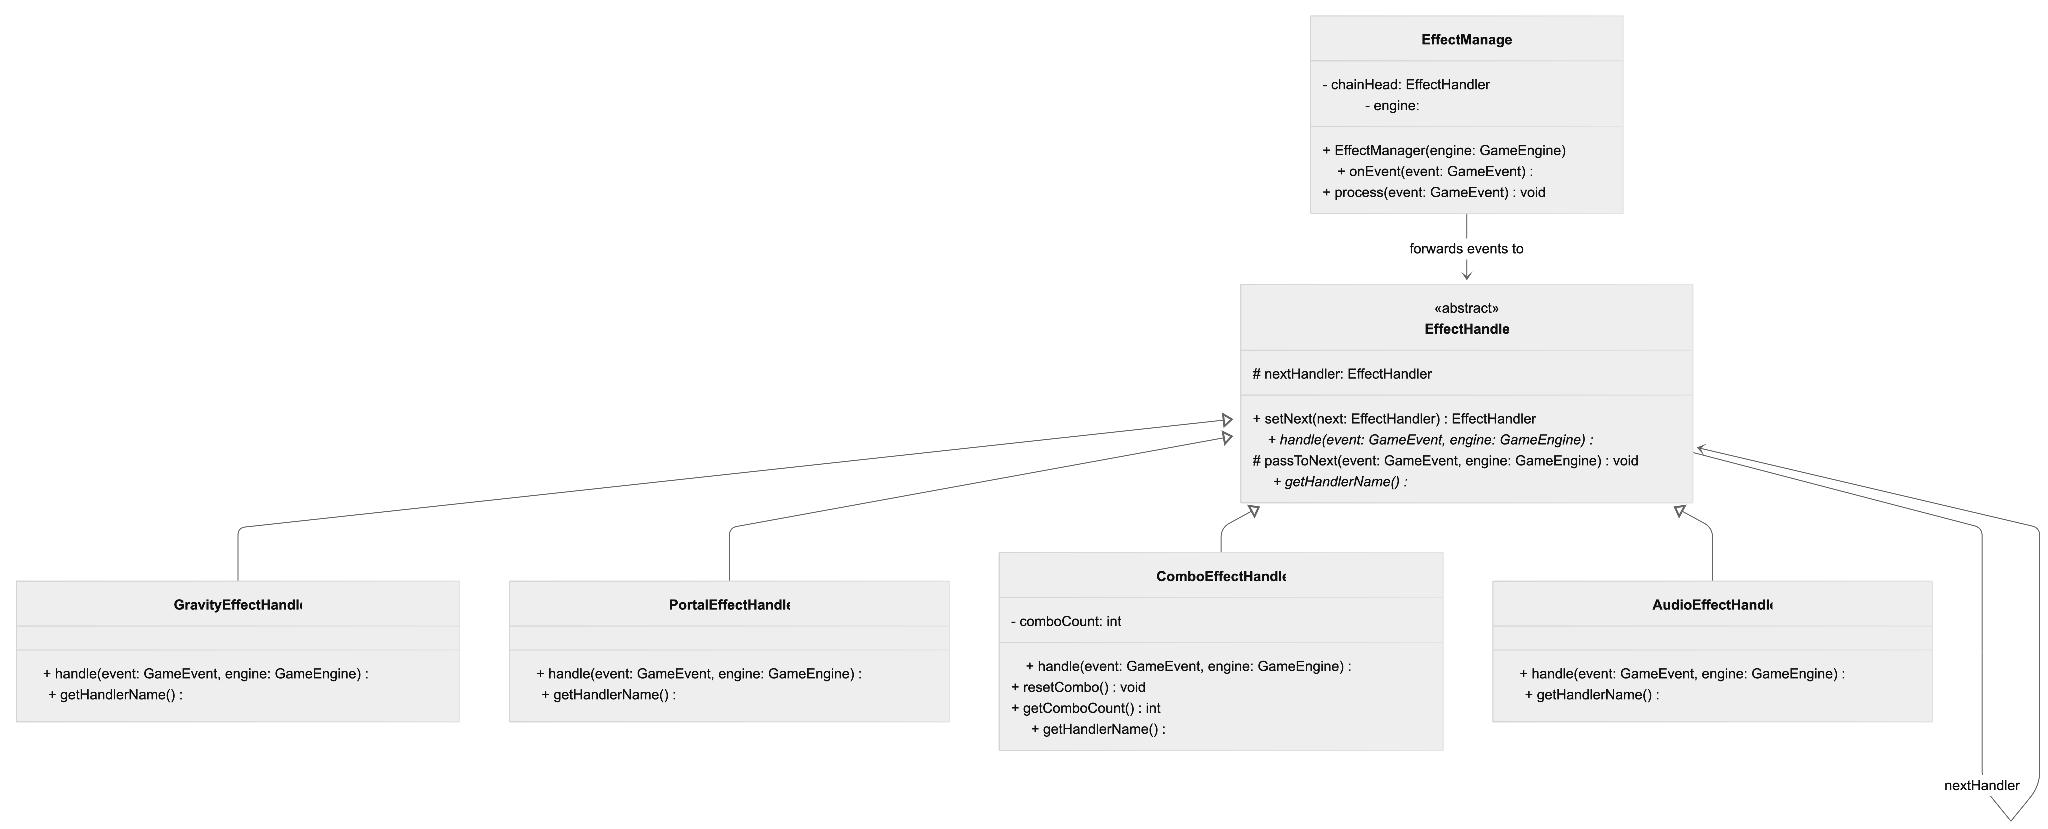 EffectManage
- chainHead: EffectHandler
- engine:
+ EffectManager(engine: GameEngine)
+ onEvent(event: GameEvent) :
+ process(event: GameEvent) : void
forwards events to
«abstract»
EffectHandle
# nextHandler: EffectHandler
+ setNext(next: EffectHandler) : EffectHandler
+ handle(event: GameEvent, engine: GameEngine) :
# passToNext(event: GameEvent, engine: GameEngine) : void
+ getHandlerName() :
GravityEffectHandl
+ handle(event: GameEvent, engine: GameEngine) :
+ getHandlerName() :
PortalEffectHandle
+ handle(event: GameEvent, engine: GameEngine) :
+ getHandlerName() :
ComboEffectHandle
- comboCount: int
+ handle(event: GameEvent, engine: GameEngine) :
+ resetCombo() : void
+ getComboCount() : int
+ getHandlerName() :
AudioEffectHandl
+ handle(event: GameEvent, engine: GameEngine) :
+ getHandlerName() :
nextHandler